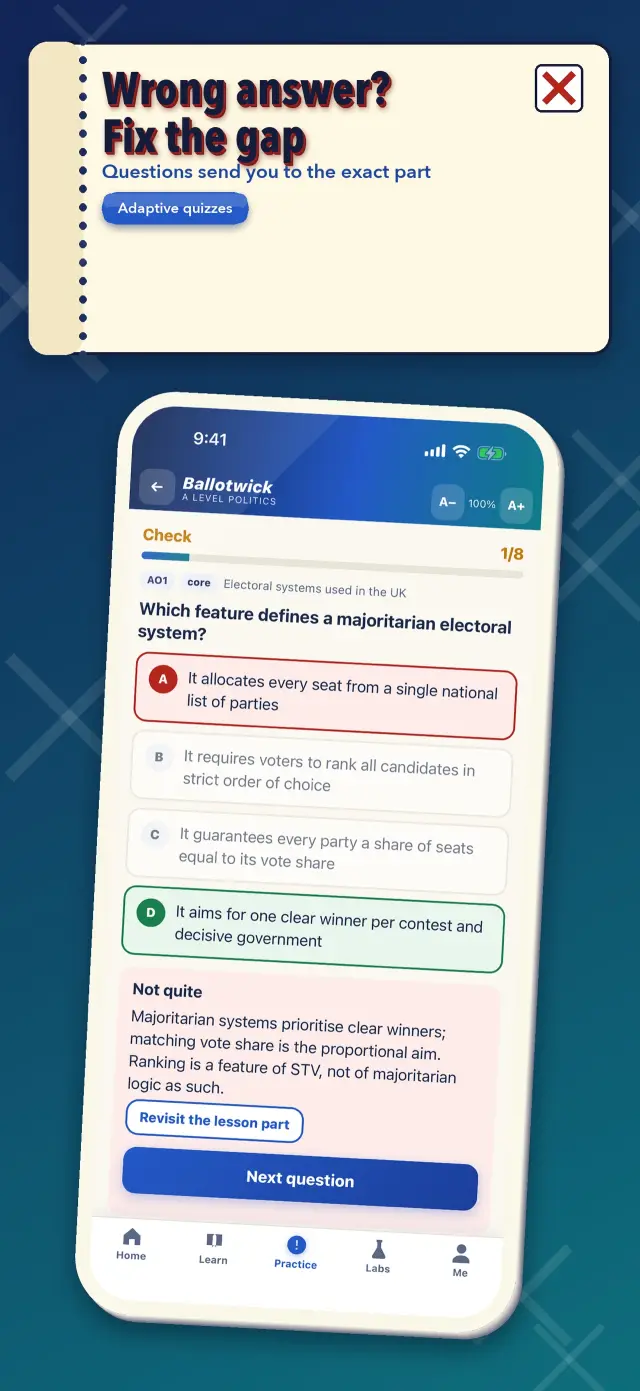 Wrong answer?
Fix the gap
Questions send you to the exact part
Adaptive quizzes
9:41
Ballotwick
A LEVEL POLITICS
A− 100% A+
Check 1/8
AO1 core Electoral systems used in the UK
Which feature defines a majoritarian electoral
system?
A It allocates every seat from a single national
list of parties
B It requires voters to rank all candidates in
strict order of choice
C It guarantees every party a share of seats
equal to its vote share
D It aims for one clear winner per contest and
decisive government
Not quite
Majoritarian systems prioritise clear winners;
matching vote share is the proportional aim.
Ranking is a feature of STV, not of majoritarian
logic as such.
Revisit the lesson part
Next question
Home Learn Practice Labs Me